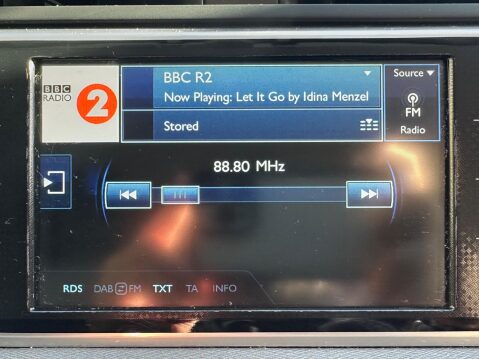 BBC
RADIO
2
BBC R2
Now Playing: Let It Go by Idina Menzel
Stored
Source
FM
Radio
88.80 MHz
RDS DAB FM TXT TA INFO